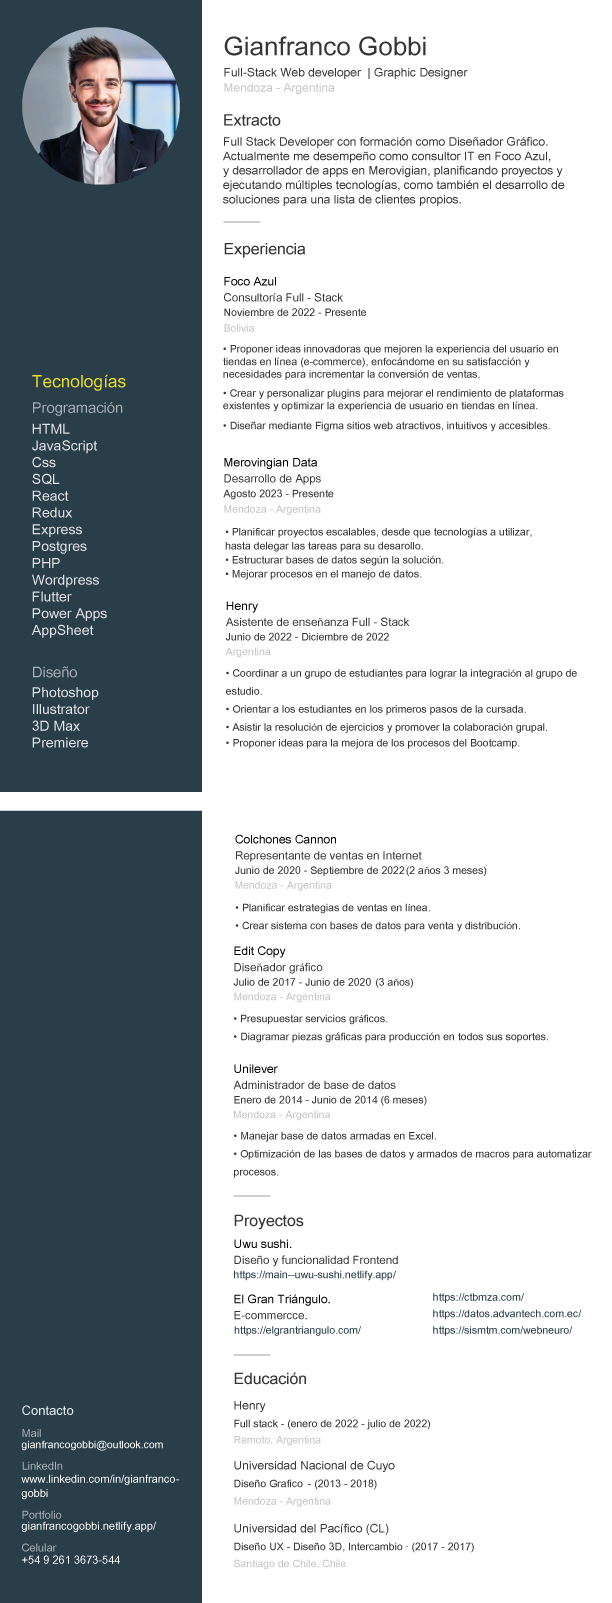 Gianfranco Gobbi
Full-Stack Web developer | Graphic Designer
Mendoza - Argentina
Extracto
Full Stack Developer con formación como Diseñador Gráfico.
Actualmente me desempeño como consultor IT en Foco Azul,
y desarrollador de apps en Merovigian, planificando proyectos y
ejecutando múltiples tecnologías, como también el desarrollo de
soluciones para una lista de clientes propios.
Experiencia
Foco Azul
Consultoría Full - Stack
Noviembre de 2022 - Presente
Bolivia
• Proponer ideas innovadoras que mejoren la experiencia del usuario en
tiendas en línea (e-commerce), enfocándome en su satisfacción y
necesidades para incrementar la conversión de ventas.
• Crear y personalizar plugins para mejorar el rendimiento de plataformas
existentes y optimizar la experiencia de usuario en tiendas en línea.
• Diseñar mediante Figma sitios web atractivos, intuitivos y accesibles.
Merovingian Data
Desarrollo de Apps
Agosto 2023 - Presente
Mendoza - Argentina
• Planificar proyectos escalables, desde que tecnologías a utilizar,
hasta delegar las tareas para su desarollo.
• Estructurar bases de datos según la solución.
• Mejorar procesos en el manejo de datos.
Henry
Asistente de enseñanza Full - Stack
Junio de 2022 - Diciembre de 2022
Argentina
• Coordinar a un grupo de estudiantes para lograr la integración al grupo de
estudio.
• Orientar a los estudiantes en los primeros pasos de la cursada.
• Asistir la resolución de ejercicios y promover la colaboración grupal.
• Proponer ideas para la mejora de los procesos del Bootcamp.
Tecnologías
Programación
HTML
JavaScript
Css
SQL
React
Redux
Express
Postgres
PHP
Wordpress
Flutter
Power Apps
AppSheet
Diseño
Photoshop
Illustrator
3D Max
Premiere
Colchones Cannon
Representante de ventas en Internet
Junio de 2020 - Septiembre de 2022 (2 años 3 meses)
Mendoza - Argentina
• Planificar estrategias de ventas en línea.
• Crear sistema con bases de datos para venta y distribución.
Edit Copy
Diseñador gráfico
Julio de 2017 - Junio de 2020 (3 años)
Mendoza - Argentina
• Presupuestar servicios gráficos.
• Diagramar piezas gráficas para producción en todos sus soportes.
Unilever
Administrador de base de datos
Enero de 2014 - Junio de 2014 (6 meses)
Mendoza - Argentina
• Manejar base de datos armadas en Excel.
• Optimización de las bases de datos y armados de macros para automatizar
procesos.
Proyectos
Uwu sushi.
Diseño y funcionalidad Frontend
https://main--uwu-sushi.netlify.app/
El Gran Triángulo.
E-commercce.
https://elgrantriangulo.com/
https://ctbmza.com/
https://datos.advantech.com.ec/
https://sismtm.com/webneuro/
Educación
Henry
Full stack - (enero de 2022 - julio de 2022)
Remoto, Argentina
Universidad Nacional de Cuyo
Diseño Grafico - (2013 - 2018)
Mendoza - Argentina
Universidad del Pacífico (CL)
Diseño UX - Diseño 3D, Intercambio · (2017 - 2017)
Santiago de Chile, Chile
Contacto
Mail
gianfrancogobbi@outlook.com
LinkedIn
www.linkedin.com/in/gianfranco-
gobbi
Portfolio
gianfrancogobbi.netlify.app/
Celular
+54 9 261 3673-544